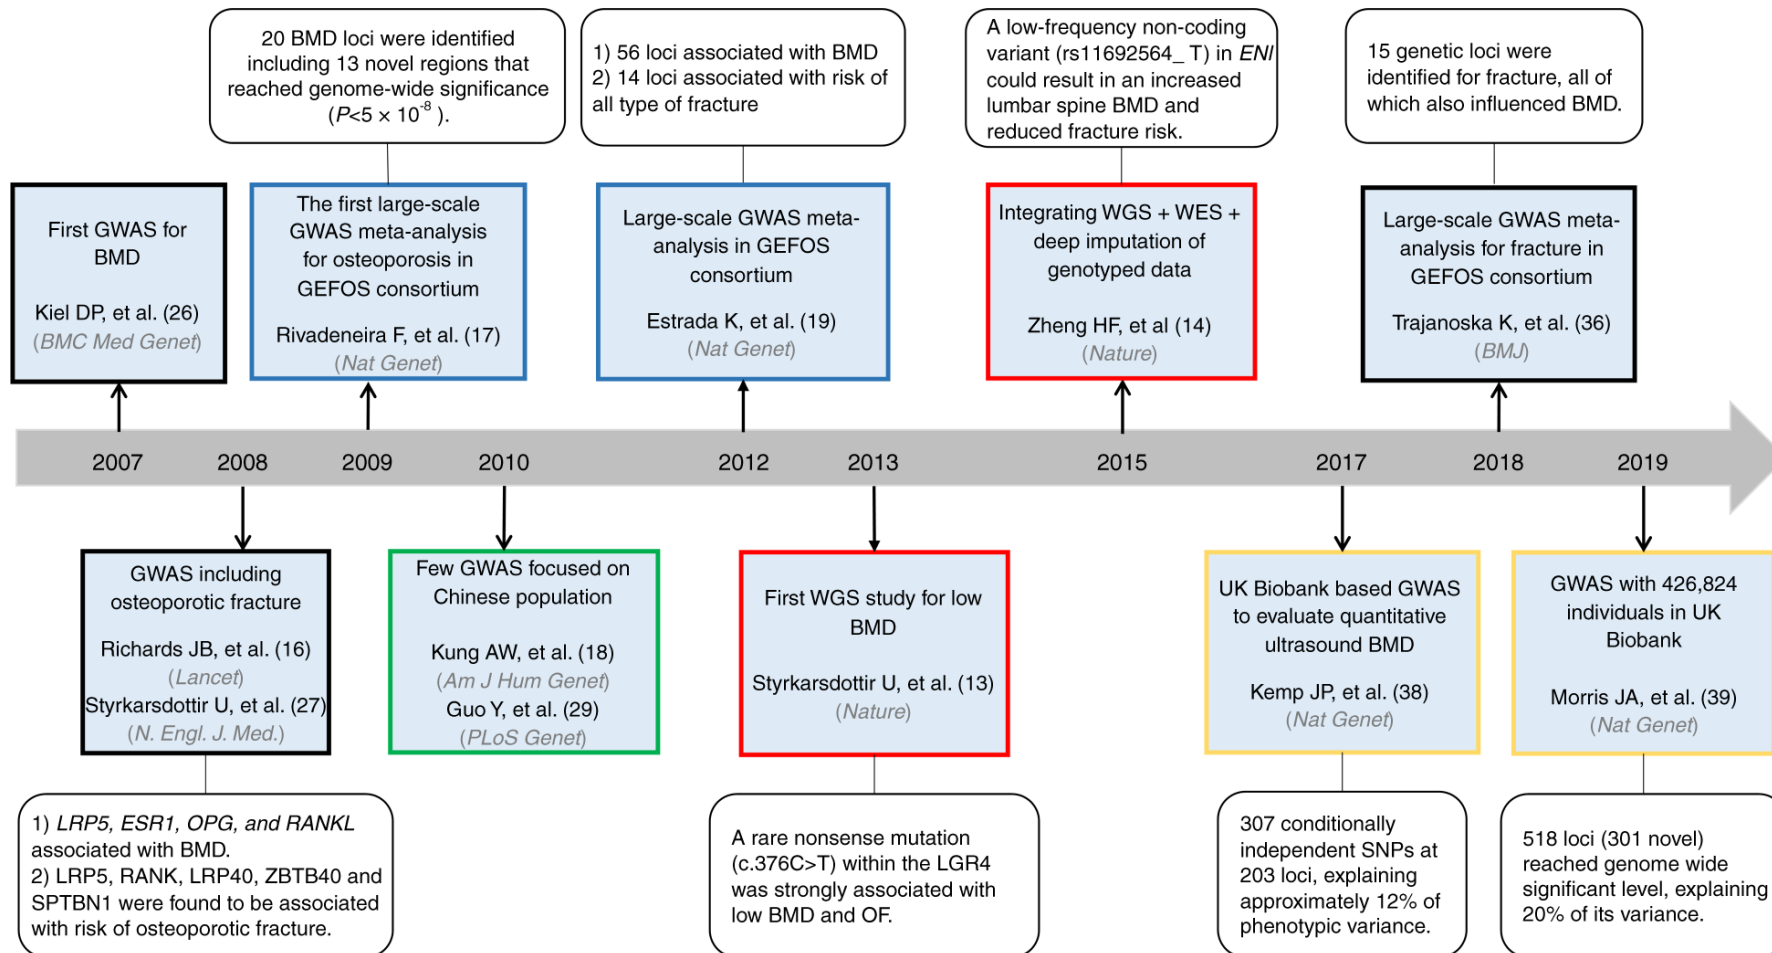 20 BMD loci were identified
including 13 novel regions that
reached genome-wide significance
(P<5 × 10-8 ).
1) 56 loci associated with BMD
2) 14 loci associated with risk of
all type of fracture
A low-frequency non-coding
variant (rs11692564_ T) in ENI
could result in an increased
lumbar spine BMD and
reduced fracture risk.
15 genetic loci were
identified for fracture, all of
which also influenced BMD.
First GWAS for
BMD
Kiel DP, et al. (26)
(BMC Med Genet)
The first large-scale
GWAS meta-analysis
for osteoporosis in
GEFOS consortium
Rivadeneira F, et al. (17)
(Nat Genet)
Large-scale GWAS meta-
analysis in GEFOS
consortium
Estrada K, et al. (19)
(Nat Genet)
Integrating WGS + WES +
deep imputation of
genotyped data
Zheng HF, et al (14)
(Nature)
Large-scale GWAS meta-
analysis for fracture in
GEFOS consortium
Trajanoska K, et al. (36)
(BMJ)
2007 2008 2009 2010 2012 2013 2015 2017 2018 2019
GWAS including
osteoporotic fracture
Richards JB, et al. (16)
(Lancet)
Styrkarsdottir U, et al. (27)
(N. Engl. J. Med.)
Few GWAS focused on
Chinese population
Kung AW, et al. (18)
(Am J Hum Genet)
Guo Y, et al. (29)
(PLoS Genet)
First WGS study for low
BMD
Styrkarsdottir U, et al. (13)
(Nature)
UK Biobank based GWAS
to evaluate quantitative
ultrasound BMD
Kemp JP, et al. (38)
(Nat Genet)
GWAS with 426,824
individuals in UK
Biobank
Morris JA, et al. (39)
(Nat Genet)
1) LRP5, ESR1, OPG, and RANKL
associated with BMD.
2) LRP5, RANK, LRP40, ZBTB40 and
SPTBN1 were found to be associated
with risk of osteoporotic fracture.
A rare nonsense mutation
(c.376C>T) within the LGR4
was strongly associated with
low BMD and OF.
307 conditionally
independent SNPs at
203 loci, explaining
approximately 12% of
phenotypic variance.
518 loci (301 novel)
reached genome wide
significant level, explaining
20% of its variance.